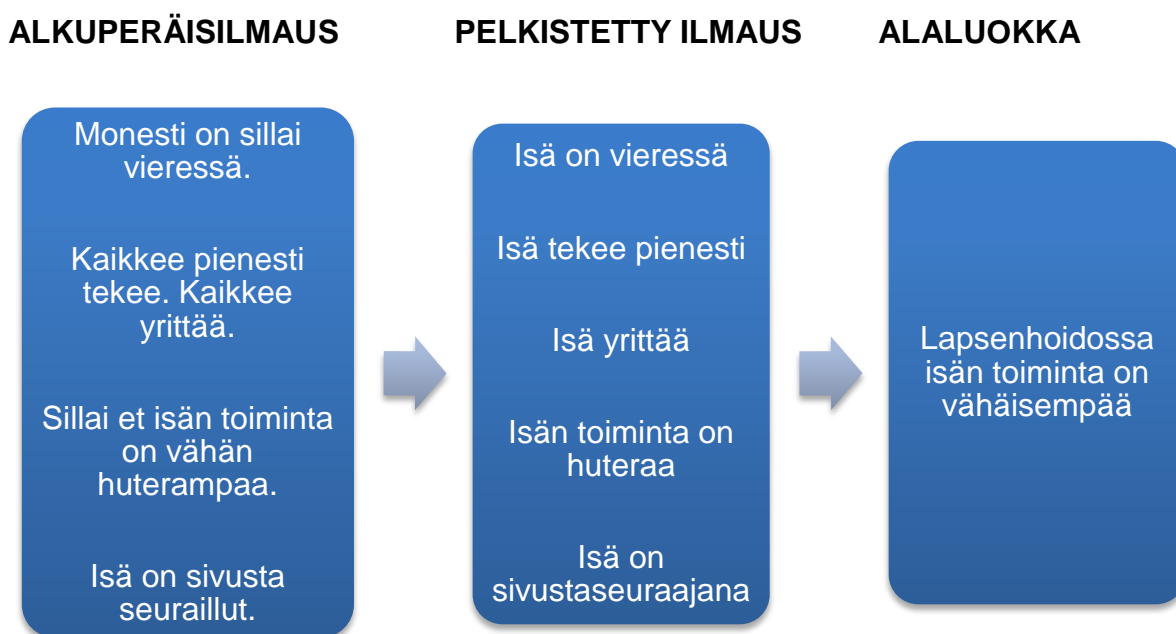 ALKUPERÄISILMAUS
PELKISTETTY ILMAUS
ALALUOKKA
Monesti on sillai
vieressä.
Kaikkee pienesti
tekee. Kaikkee
yrittää.
Sillai et isän toiminta
on vähän
huterampaa.
Isä on sivusta
seuraillut.
Isä on vieressä
Isä tekee pienesti
Isä yrittää
Isän toiminta on
huteraa
Isä on
sivustaseuraajana
Lapsenhoidossa
isän toiminta on
vähäisempää